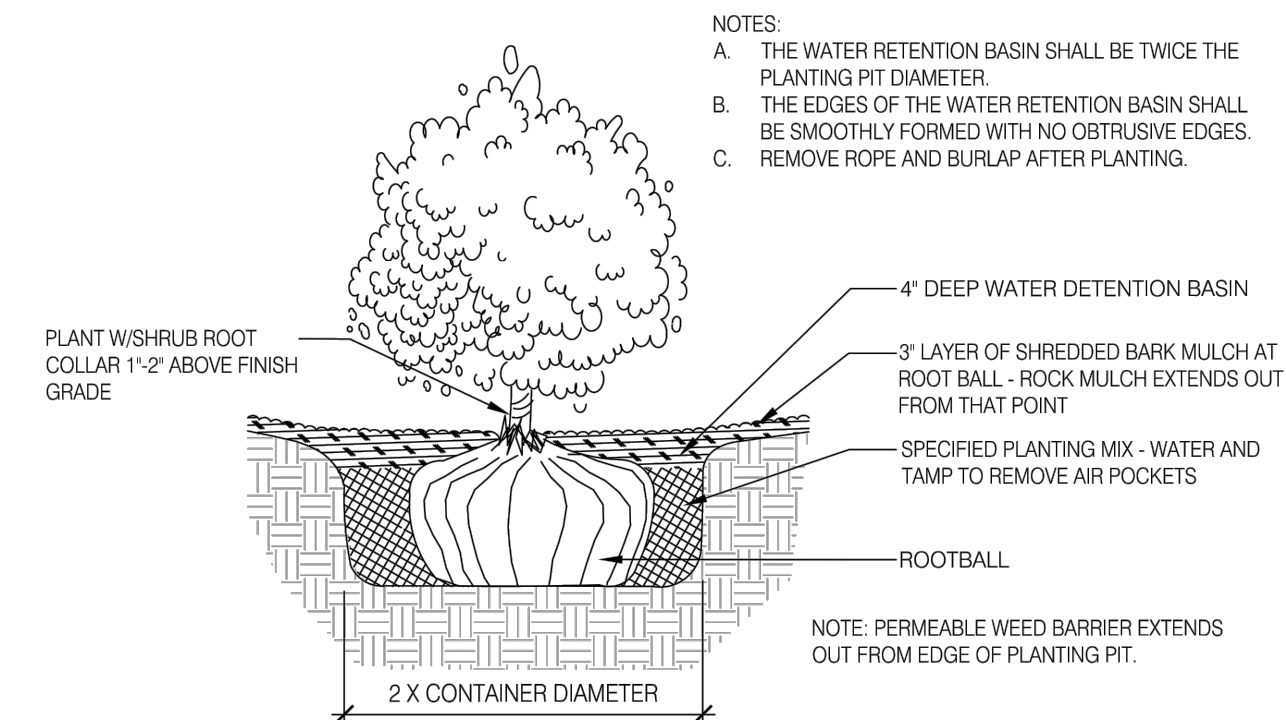 NOTES:
A. THE WATER RETENTION BASIN SHALL BE TWICE THE
PLANTING PIT DIAMETER.
B. THE EDGES OF THE WATER RETENTION BASIN SHALL
BE SMOOTHLY FORMED WITH NO OBTRUSIVE EDGES.
C. REMOVE ROPE AND BURLAP AFTER PLANTING.
4" DEEP WATER DETENTION BASIN
PLANT W/SHRUB ROOT
COLLAR 1"-2" ABOVE FINISH
GRADE
3" LAYER OF SHREDDED BARK MULCH AT
ROOT BALL - ROCK MULCH EXTENDS OUT
FROM THAT POINT
SPECIFIED PLANTING MIX - WATER AND
TAMP TO REMOVE AIR POCKETS
ROOTBALL
NOTE: PERMEABLE WEED BARRIER EXTENDS
OUT FROM EDGE OF PLANTING PIT.
2 X CONTAINER DIAMETER